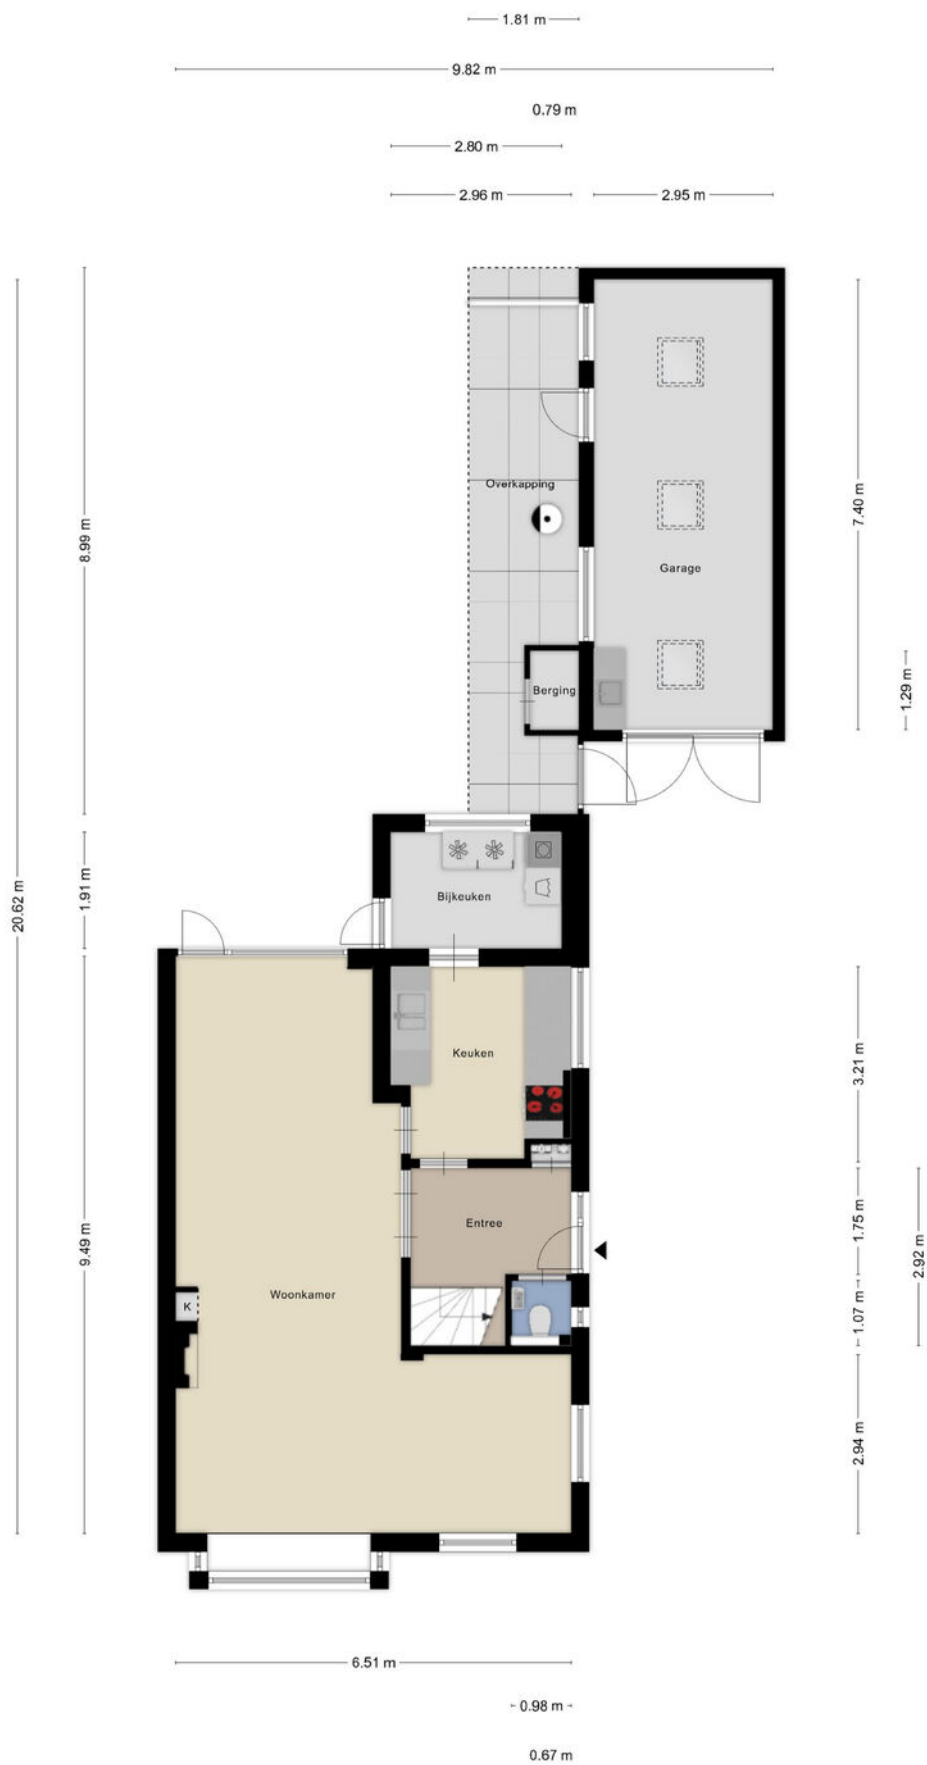 1.81 m
9.82 m
0.79 m
2.80 m
2.96 m
2.95 m
Overkapping
Garage
Berging
Bijkeuken
Keuken
Entree
Woonkamer
K
20.62 m
8.99 m
1.91 m
9.49 m
7.40 m
1.29 m
3.21 m
1.75 m
2.92 m
1.07 m
2.94 m
6.51 m
0.98 m
0.67 m